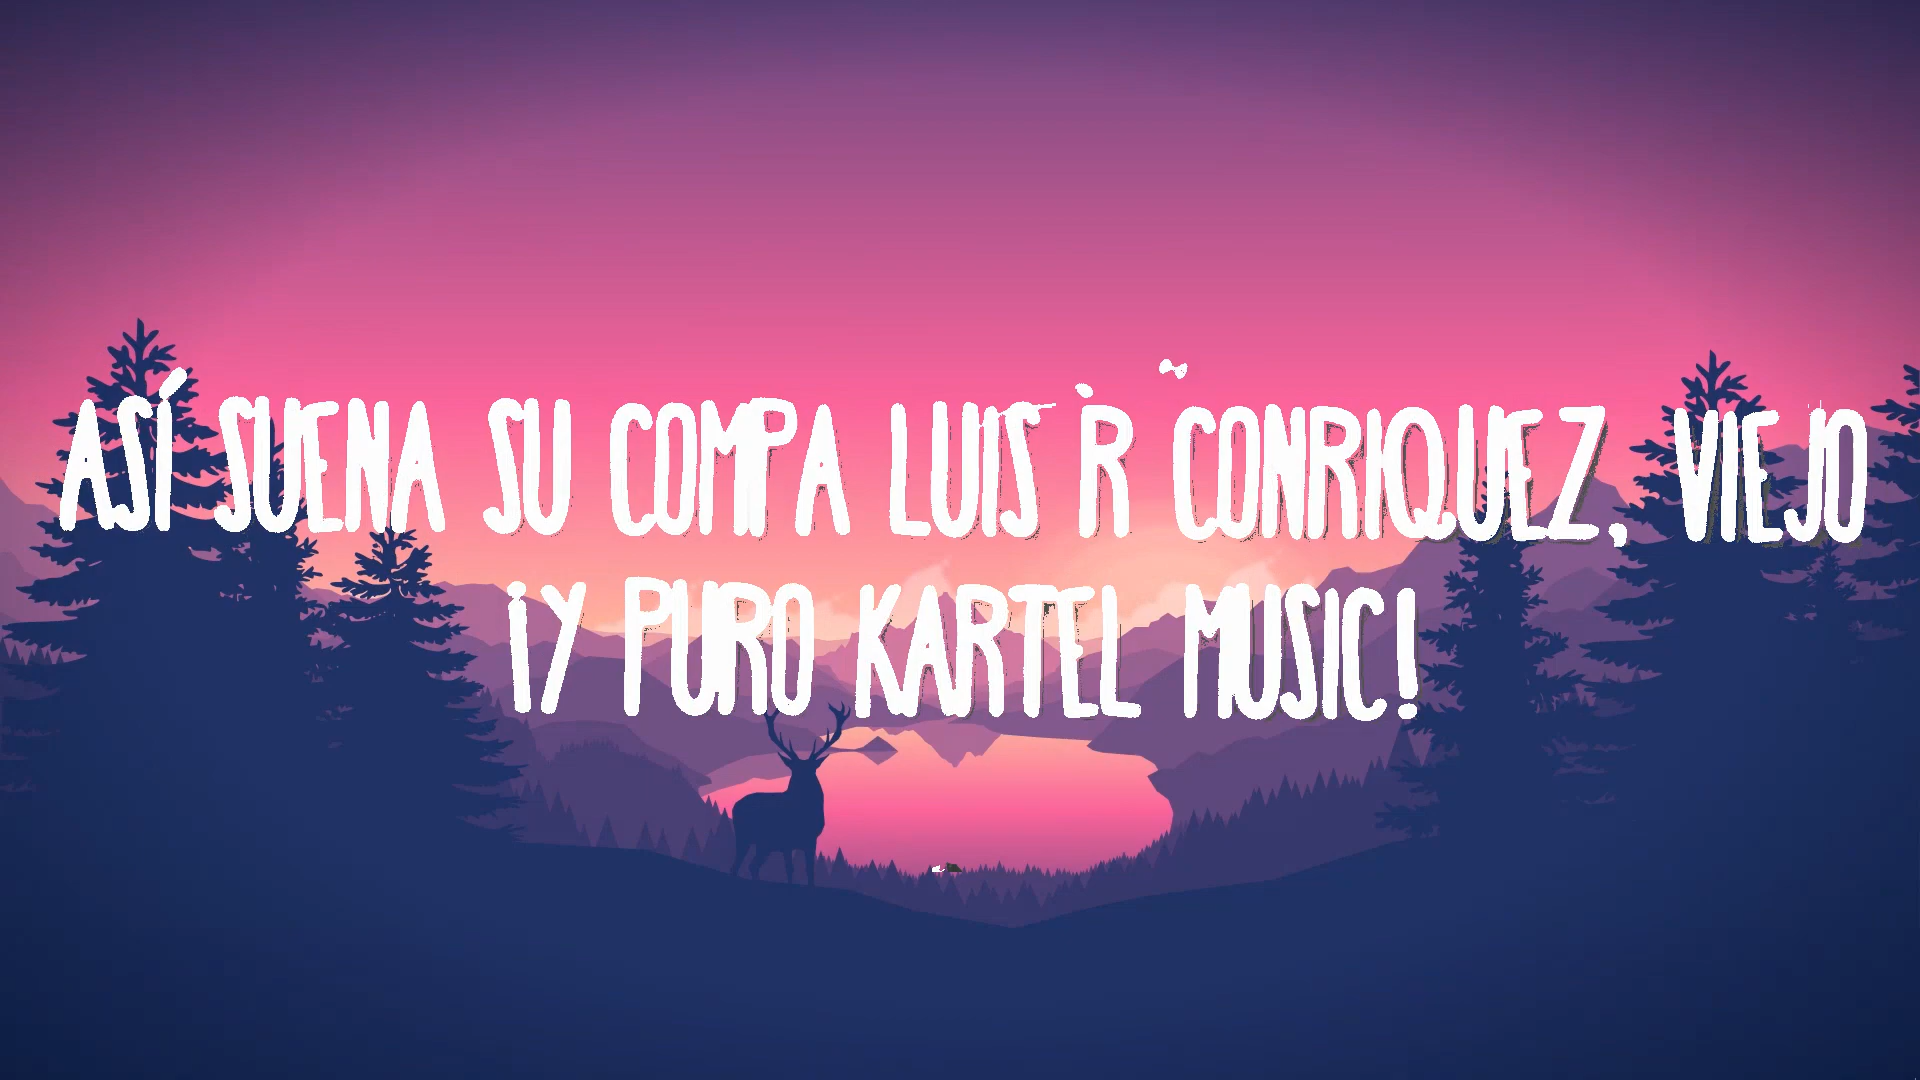 ASÍ SUENA SU COMPA LUIS R CONRIQUEZ, VIEJO
¡Y PURO KARTEL MUSIC!